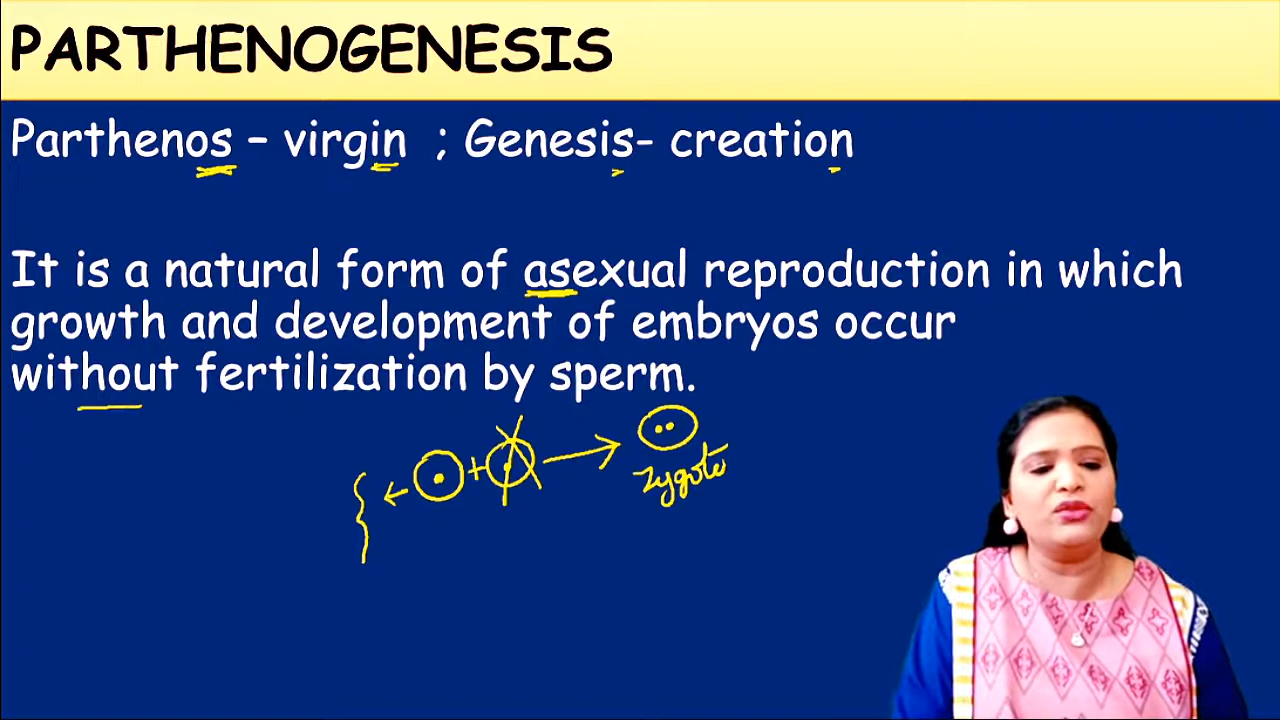 PARTHENOGENESIS
Parthenos – virgin ; Genesis- creation
It is a natural form of asexual reproduction in which
growth and development of embryos occur
without fertilization by sperm.
zygote